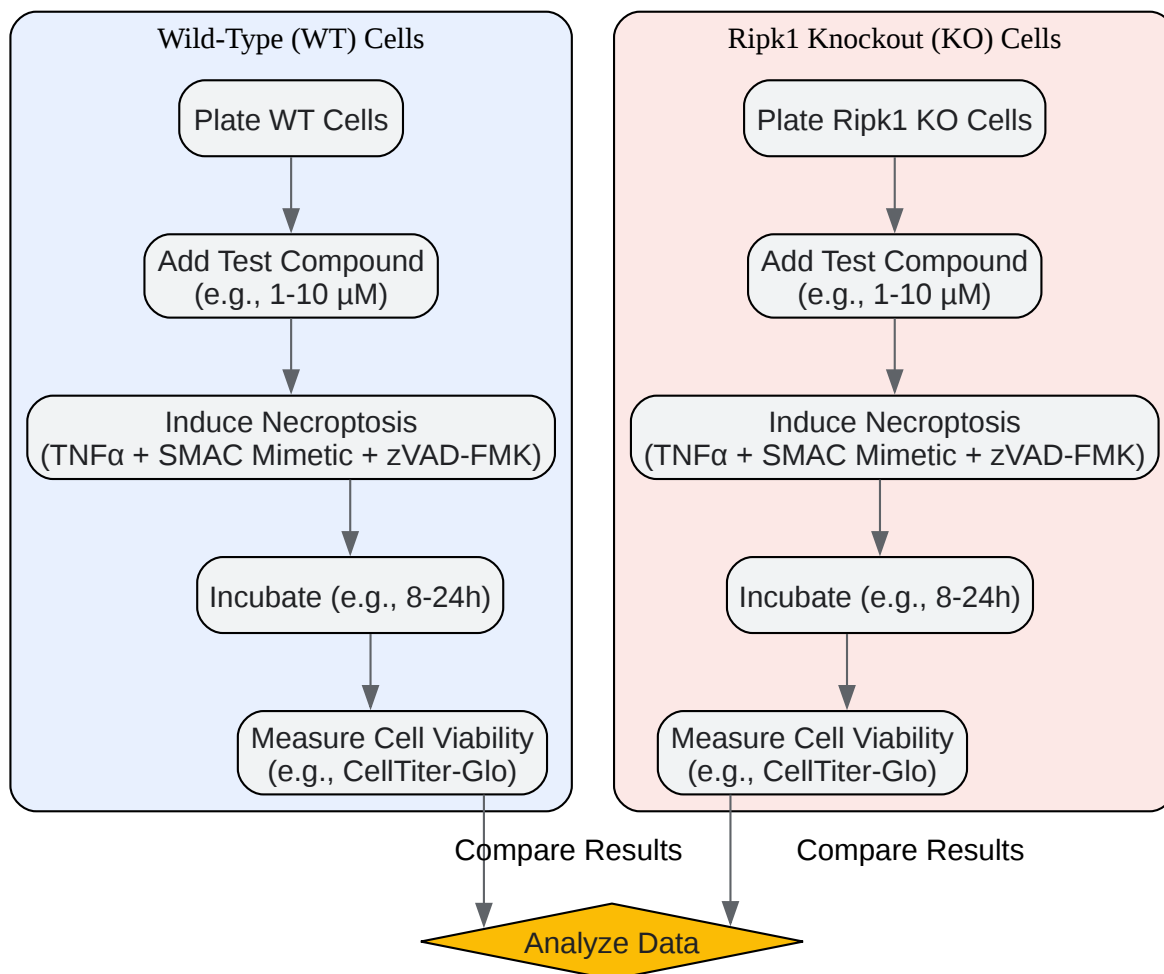 Wild-Type (WT) Cells
Plate WT Cells
Add Test Compound
(e.g., 1-10 µM)
Induce Necroptosis
(TNFα + SMAC Mimetic + zVAD-FMK)
Incubate (e.g., 8-24h)
Measure Cell Viability
(e.g., CellTiter-Glo)
Compare Results
Ripk1 Knockout (KO) Cells
Plate Ripk1 KO Cells
Add Test Compound
(e.g., 1-10 µM)
Induce Necroptosis
(TNFα + SMAC Mimetic + zVAD-FMK)
Incubate (e.g., 8-24h)
Measure Cell Viability
(e.g., CellTiter-Glo)
Compare Results
Analyze Data